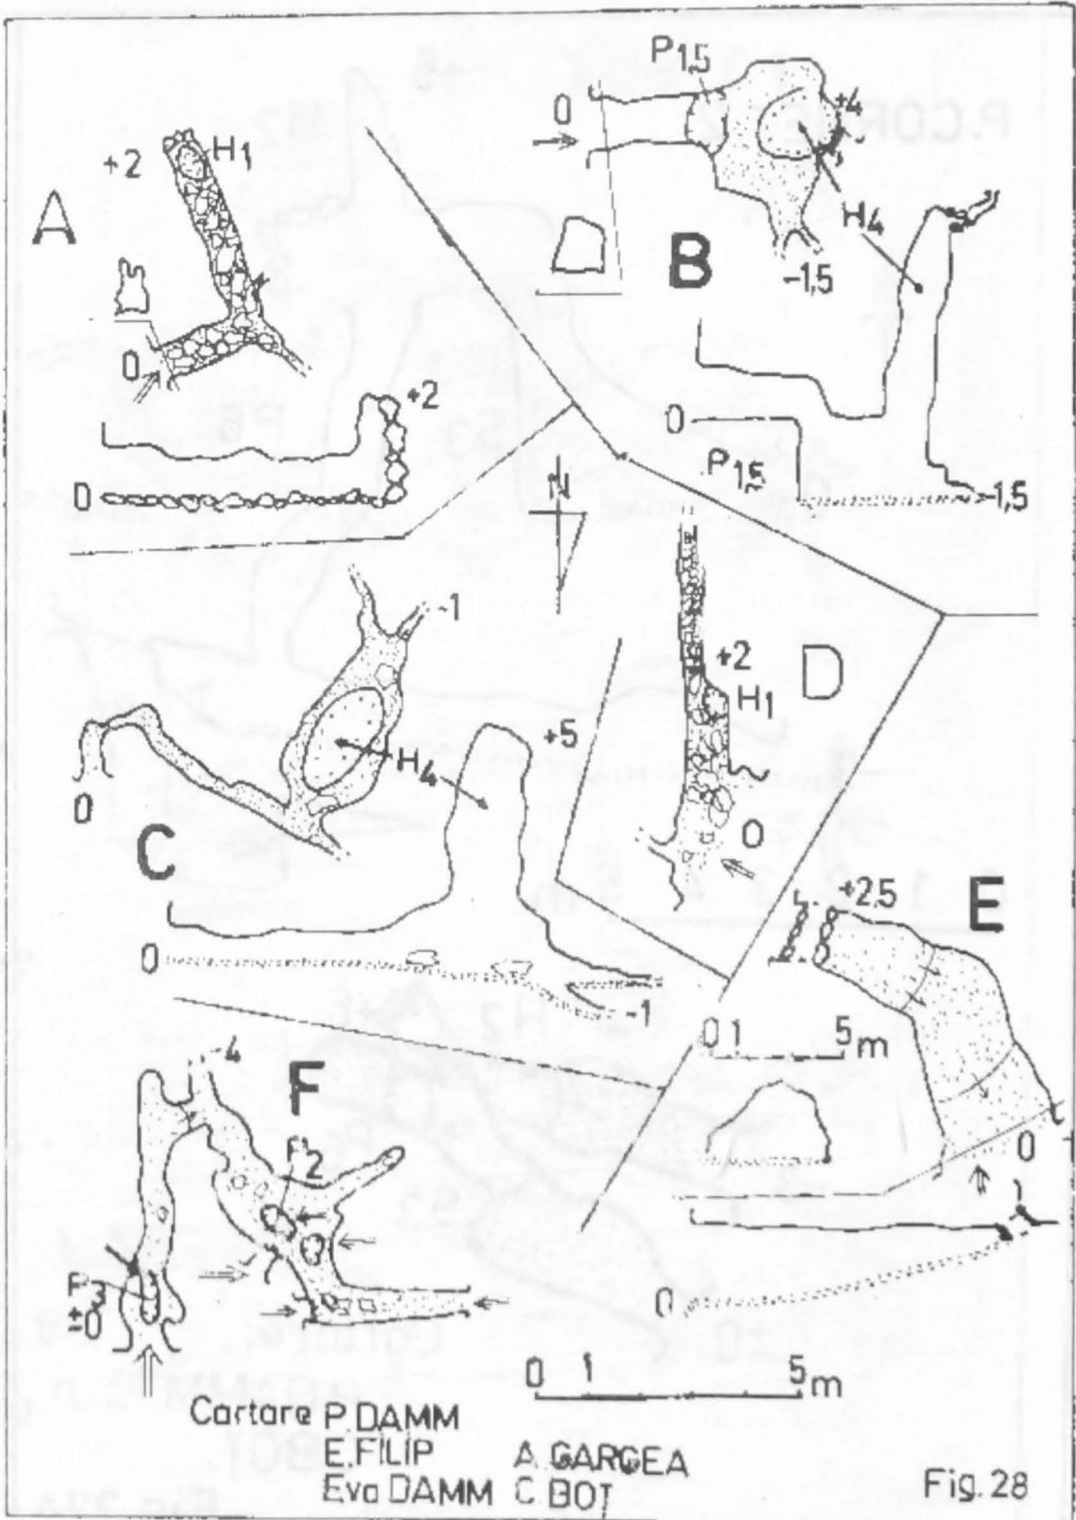 A
+2
H1
0
0
+2
B
0
P1,5
+4
H4
-1,5
0
P1,5
-1,5
N
C
-1
0
H4
+5
0
-1
D
+2
H1
0
E
+2,5
0 1 5m
0
0
F
-4
P3
±0
0 1 5m
Cartare P. DAMM
E. FILIP A. GARGEA
Eva DAMM C. BOT
Fig. 28